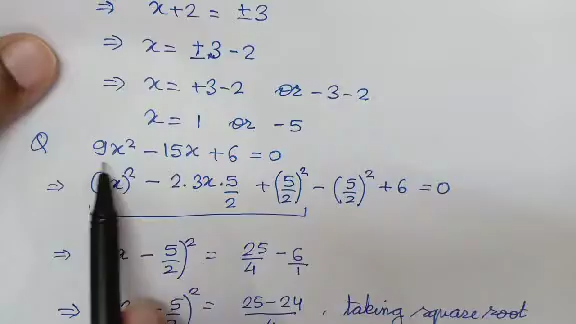 ⇒ x+2 = ±3
⇒ x = ±3-2
⇒ x = +3-2 or -3-2
x = 1 or -5
Q 9x² - 15x + 6 = 0
⇒ x)² - 2.3x.5/2 + (5/2)² - (5/2)² + 6 = 0
⇒ x - 5/2)² = 25/4 - 6/1
⇒ - 5/2)² = 25-24 , taking square root